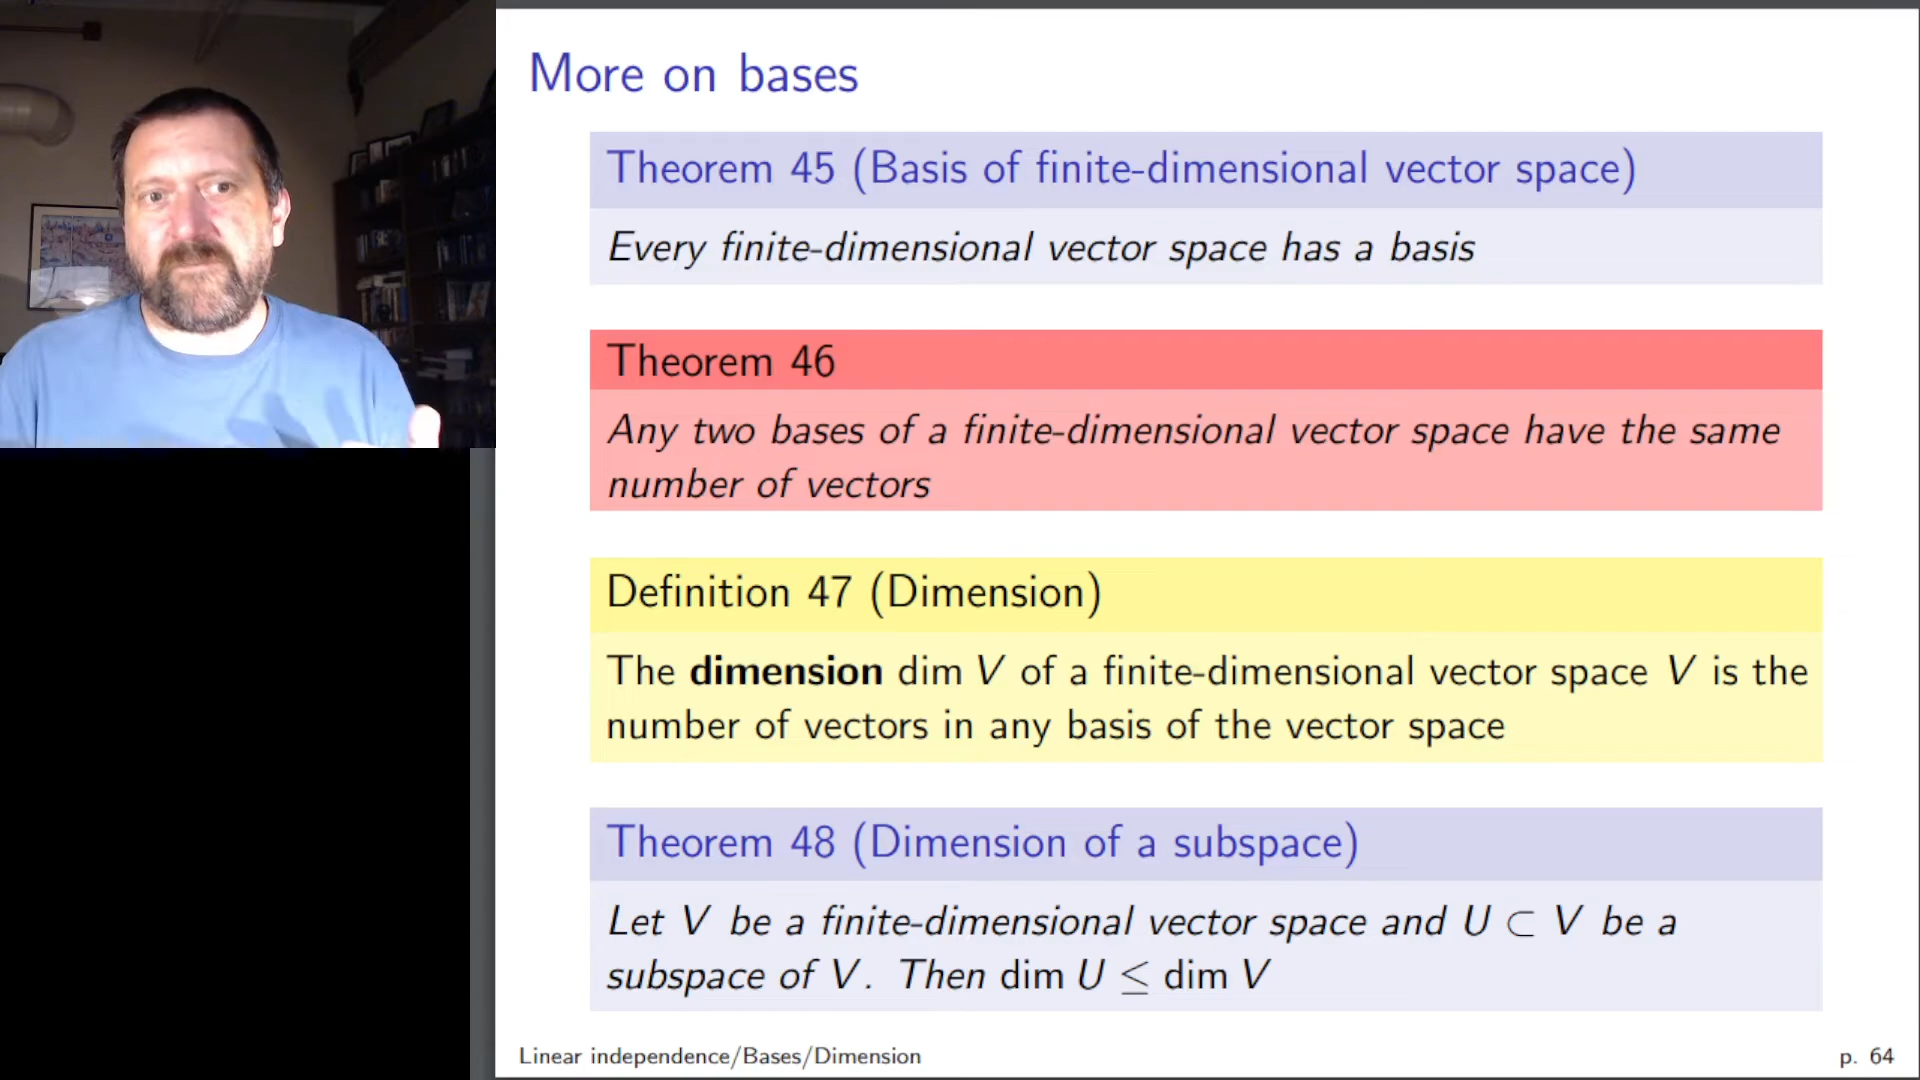 More on bases
Theorem 45 (Basis of finite-dimensional vector space)
Every finite-dimensional vector space has a basis
Theorem 46
Any two bases of a finite-dimensional vector space have the same
number of vectors
Definition 47 (Dimension)
The dimension dim V of a finite-dimensional vector space V is the
number of vectors in any basis of the vector space
Theorem 48 (Dimension of a subspace)
Let V be a finite-dimensional vector space and U ⊂ V be a
subspace of V. Then dim U ≤ dim V
Linear independence/Bases/Dimension
p. 64